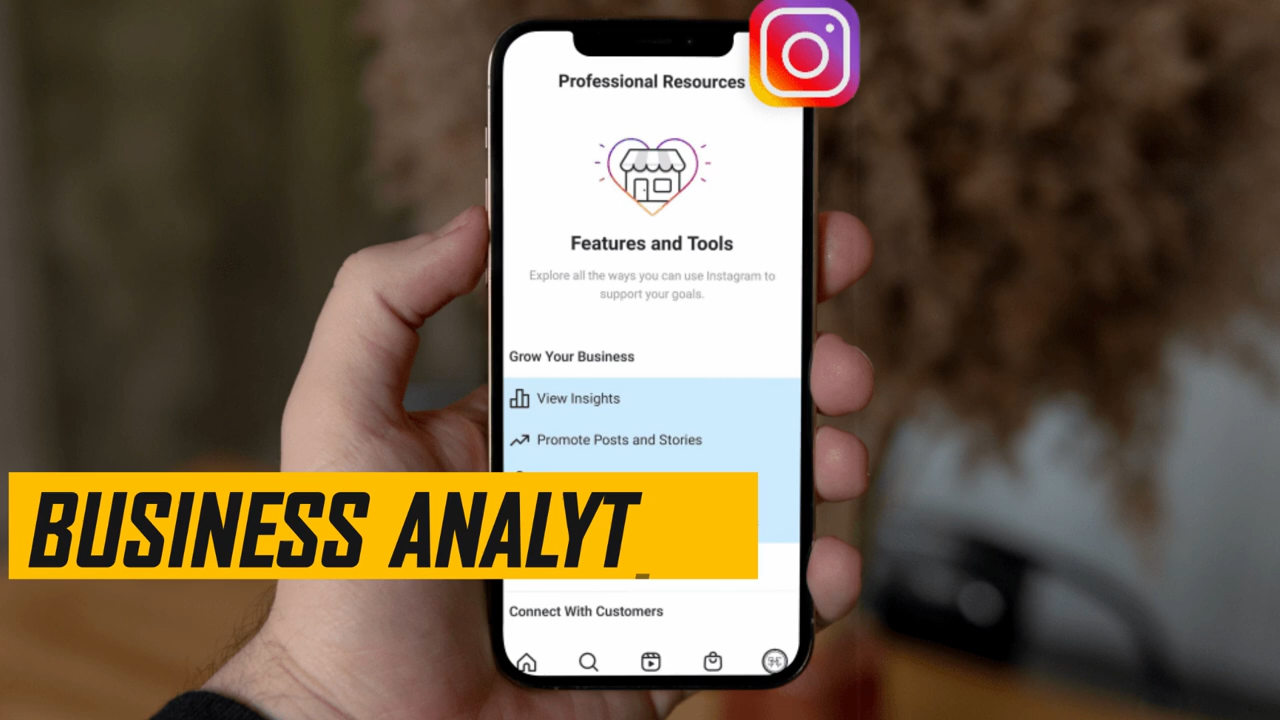 Professional Resources
Features and Tools
Explore all the ways you can use Instagram to
support your goals.
Grow Your Business
View Insights
Promote Posts and Stories
BUSINESS ANALYT
Connect With Customers